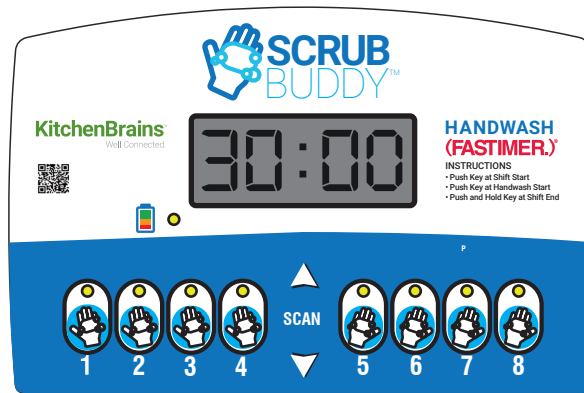 SCRUB
BUDDY™
KitchenBrains®
Well Connected.
30:00
HANDWASH
(FASTIMER.)®
INSTRUCTIONS
• Push Key at Shift Start
• Push Key at Handwash Start
• Push and Hold Key at Shift End
P
SCAN
1 2 3 4 5 6 7 8